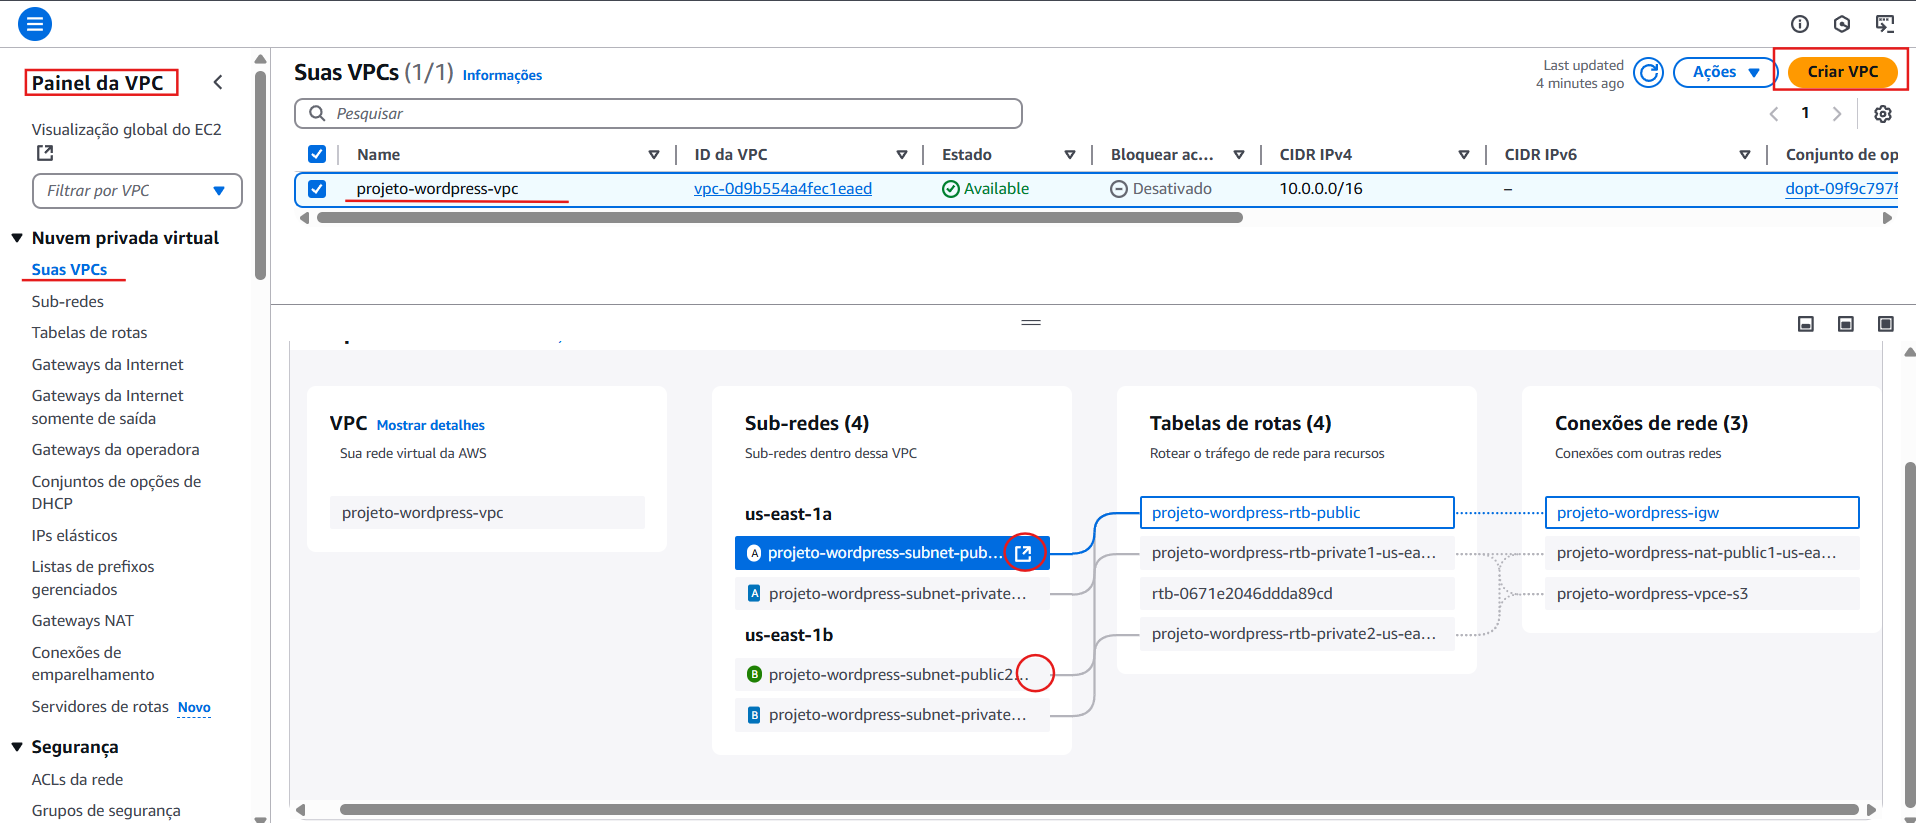 Painel da VPC
Visualização global do EC2
Filtrar por VPC
Nuvem privada virtual
Suas VPCs
Sub-redes
Tabelas de rotas
Gateways da Internet
Gateways da Internet
somente de saída
Gateways da operadora
Conjuntos de opções de
DHCP
IPs elásticos
Listas de prefixos
gerenciados
Gateways NAT
Conexões de
emparelhamento
Servidores de rotas Novo
Segurança
ACLs da rede
Grupos de segurança
Suas VPCs (1/1) Informações
Last updated
4 minutes ago
Ações
Criar VPC
Pesquisar
1
Name ID da VPC Estado Bloquear ac... CIDR IPv4 CIDR IPv6 Conjunto de op
projeto-wordpress-vpc vpc-0d9b554a4fec1eaed Available Desativado 10.0.0.0/16 – dopt-09f9c797f
VPC Mostrar detalhes
Sua rede virtual da AWS
projeto-wordpress-vpc
Sub-redes (4)
Sub-redes dentro dessa VPC
us-east-1a
A projeto-wordpress-subnet-pub...
A projeto-wordpress-subnet-private...
us-east-1b
B projeto-wordpress-subnet-public2...
B projeto-wordpress-subnet-private...
Tabelas de rotas (4)
Rotear o tráfego de rede para recursos
projeto-wordpress-rtb-public
projeto-wordpress-rtb-private1-us-ea...
rtb-0671e2046ddda89cd
projeto-wordpress-rtb-private2-us-ea...
Conexões de rede (3)
Conexões com outras redes
projeto-wordpress-igw
projeto-wordpress-nat-public1-us-ea...
projeto-wordpress-vpce-s3